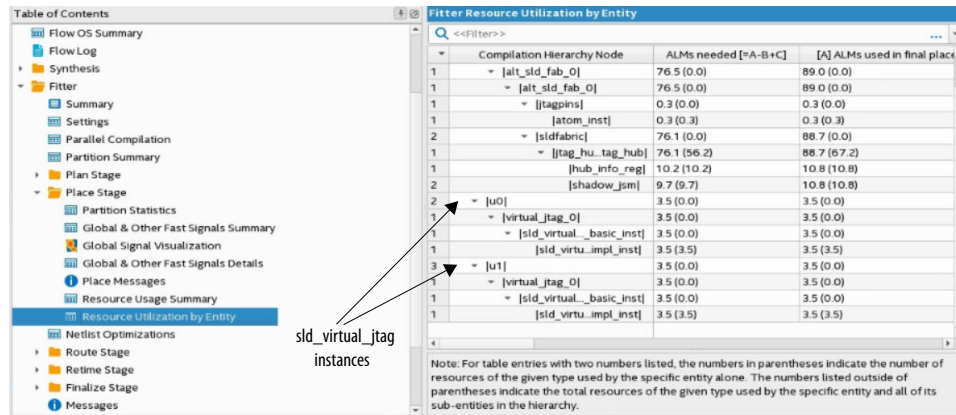 Table of Contents
Flow OS Summary
Flow Log
Synthesis
Fitter
Summary
Settings
Parallel Compilation
Partition Summary
Plan Stage
Place Stage
Partition Statistics
Global & Other Fast Signals Summary
Global Signal Visualization
Global & Other Fast Signals Details
Place Messages
Resource Usage Summary
Resource Utilization by Entity
Netlist Optimizations
Route Stage
Retime Stage
Finalize Stage
Messages
sld_virtual_jtag
instances
Fitter Resource Utilization by Entity
<<Filter>> ...
Compilation Hierarchy Node ALMs needed [=A-B+C] [A] ALMs used in final place
1 |alt_sld_fab_0| 76.5 (0.0) 89.0 (0.0)
1 |alt_sld_fab_0| 76.5 (0.0) 89.0 (0.0)
1 |jtagpins| 0.3 (0.0) 0.3 (0.0)
1 |atom_inst| 0.3 (0.3) 0.3 (0.3)
2 |sldfabric| 76.1 (0.0) 88.7 (0.0)
1 |jtag_hu...tag_hub| 76.1 (56.2) 88.7 (67.2)
1 |hub_info_reg| 10.2 (10.2) 10.8 (10.8)
2 |shadow_jsm| 9.7 (9.7) 10.8 (10.8)
2 |u0| 3.5 (0.0) 3.5 (0.0)
1 |virtual_jtag_0| 3.5 (0.0) 3.5 (0.0)
1 |sld_virtual..._basic_inst| 3.5 (0.0) 3.5 (0.0)
1 |sld_virtu...impl_inst| 3.5 (3.5) 3.5 (3.5)
3 |u1| 3.5 (0.0) 3.5 (0.0)
1 |virtual_jtag_0| 3.5 (0.0) 3.5 (0.0)
1 |sld_virtual..._basic_inst| 3.5 (0.0) 3.5 (0.0)
1 |sld_virtu...impl_inst| 3.5 (3.5) 3.5 (3.5)
Note: For table entries with two numbers listed, the numbers in parentheses indicate the number of
resources of the given type used by the specific entity alone. The numbers listed outside of
parentheses indicate the total resources of the given type used by the specific entity and all of its
sub-entities in the hierarchy.